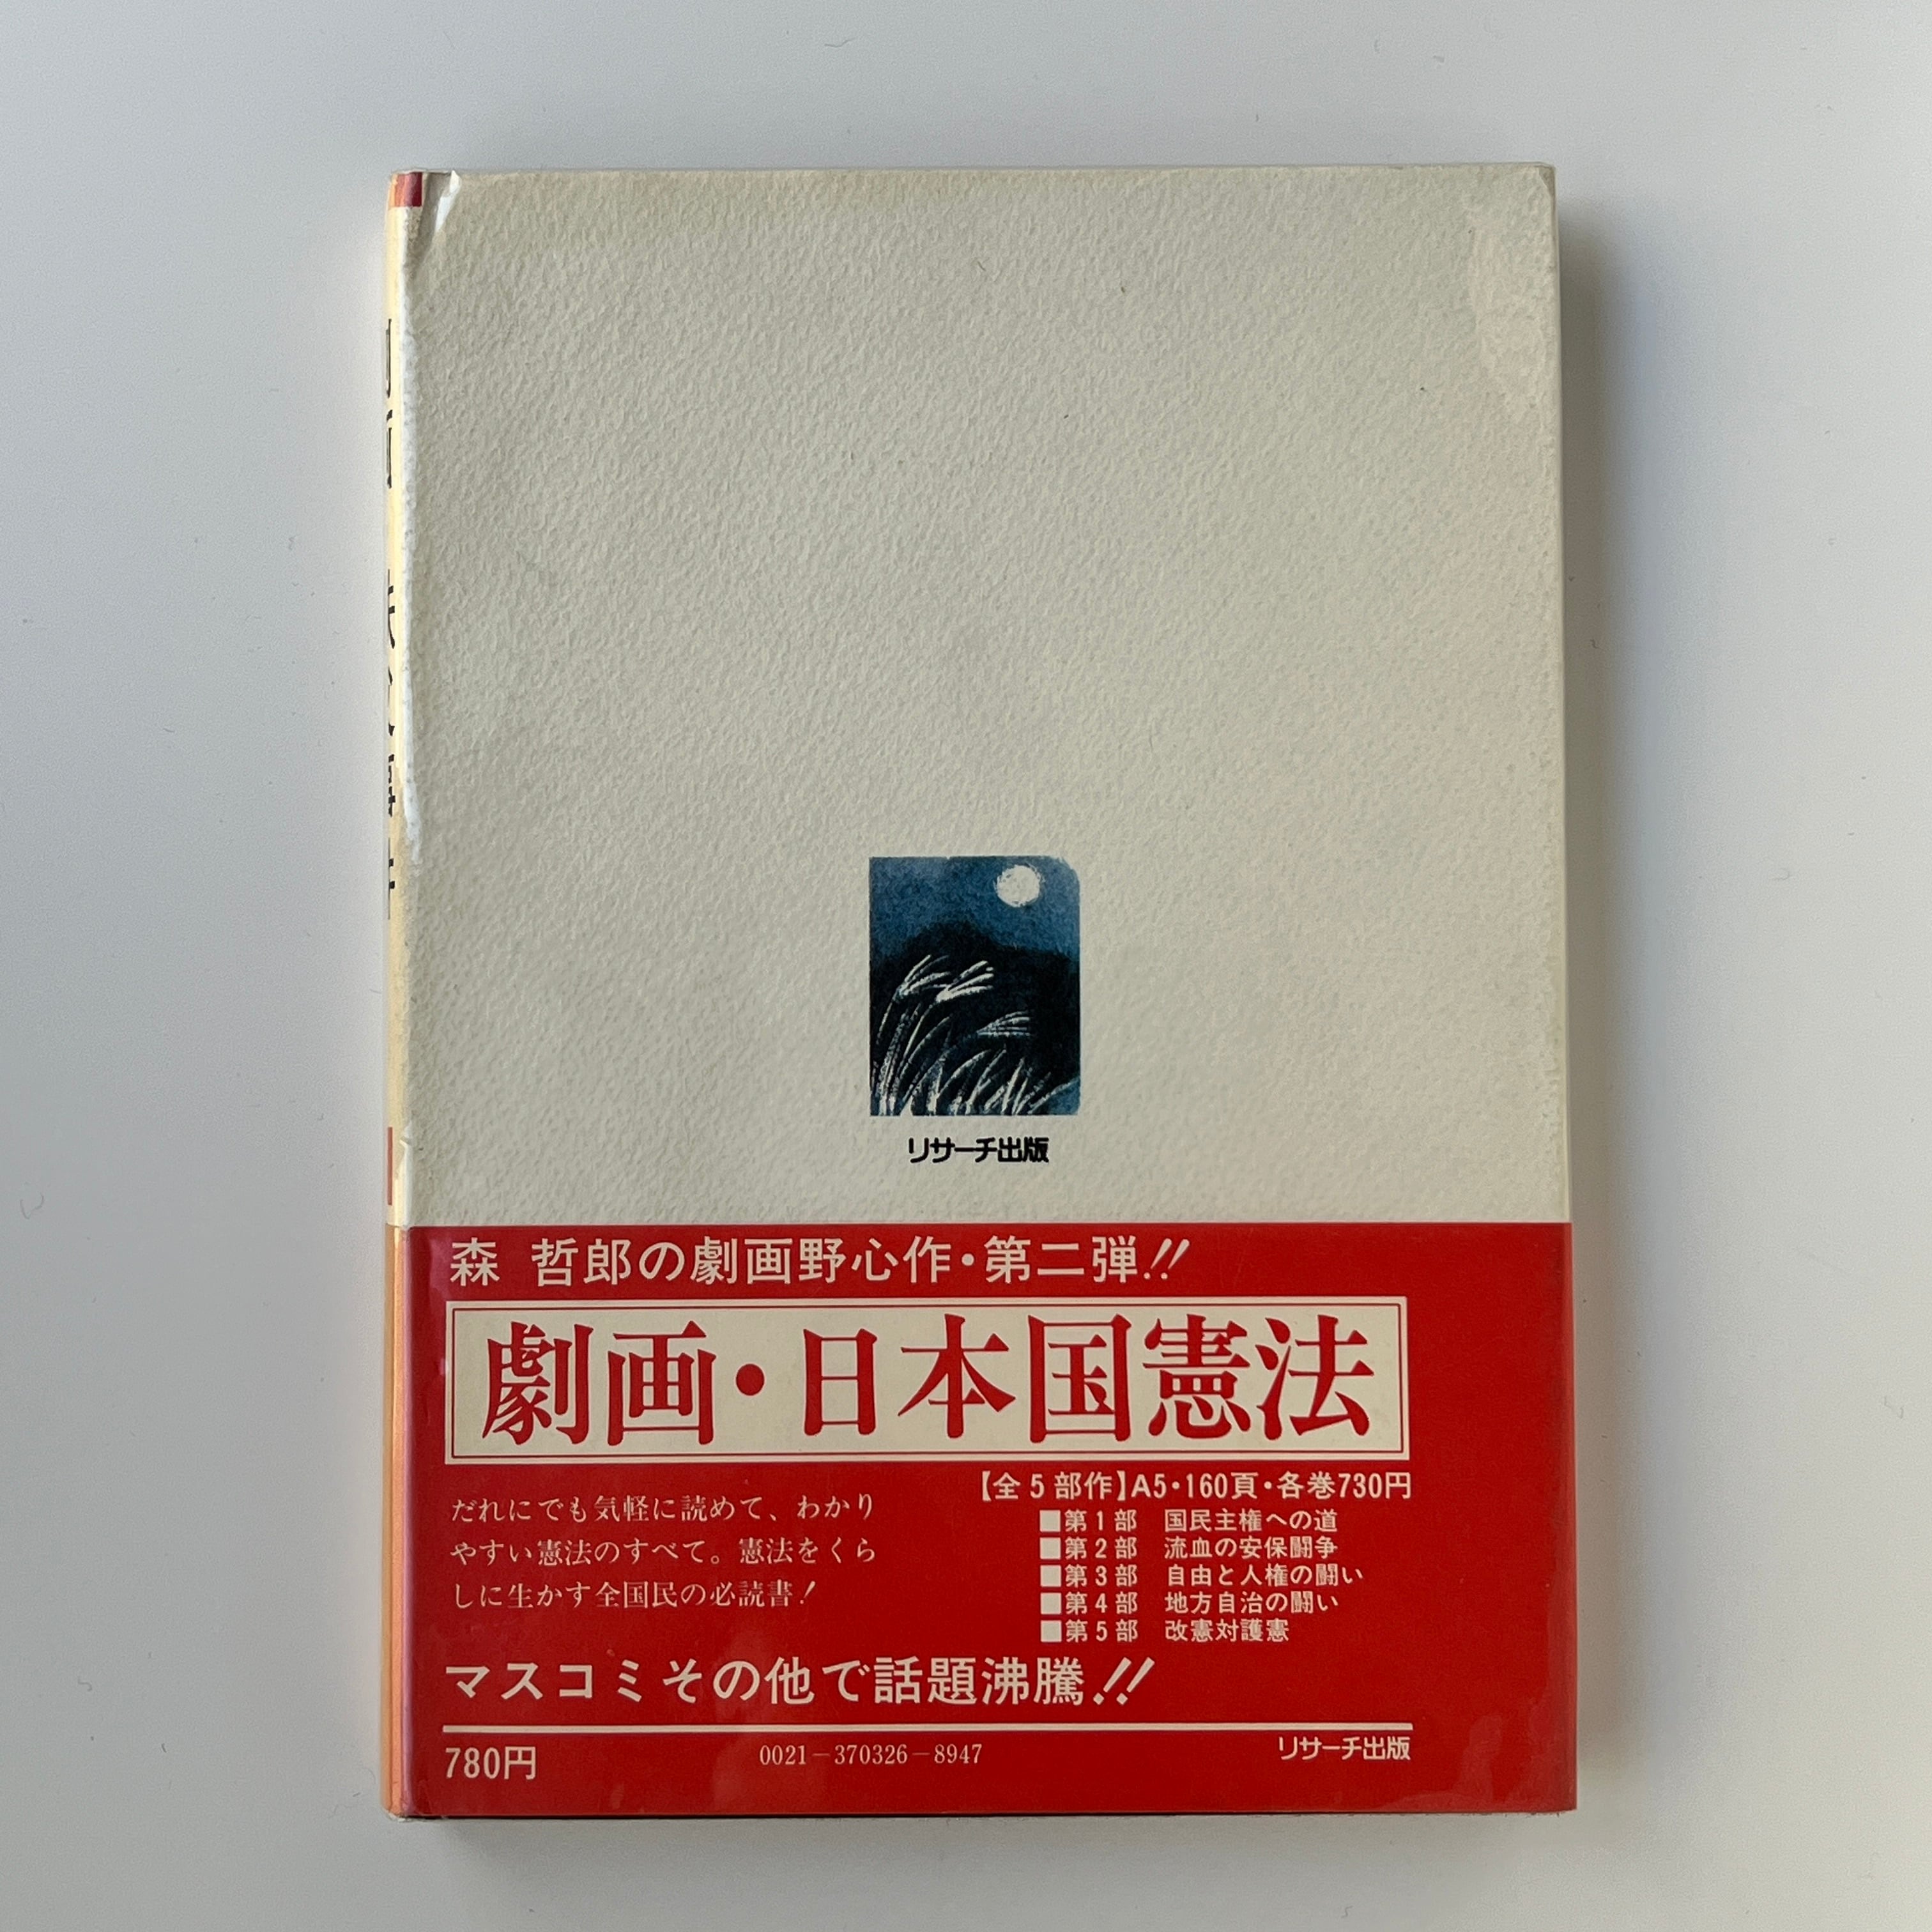 リサーチ出版
森 哲郎の劇画野心作・第二弾!!
劇画・日本国憲法
だれにでも気軽に読めて、わかり
やすい憲法のすべて。憲法をくら
しに生かす全国民の必読書!
【全5部作】A5・160頁・各巻730円
■第1部 国民主権への道
■第2部 流血の安保闘争
■第3部 自由と人権の闘い
■第4部 地方自治の闘い
■第5部 改憲対護憲
マスコミその他で話題沸騰!!
780円
0021-370326-8947
リサーチ出版